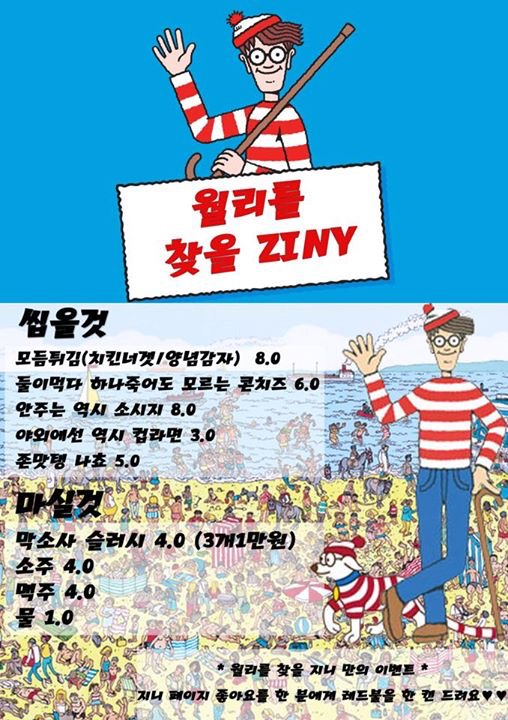 월리를
찾을 ZINY
씹을것
모듬튀김(치킨너겟/양념감자) 8.0
둘이먹다 하나죽어도 모르는 콘치즈 6.0
안주는 역시 소시지 8.0
야외에선 역시 컵라면 3.0
존맛탱 나쵸 5.0
마실것
막소사 슬러시 4.0 (3개1만원)
소주 4.0
맥주 4.0
물 1.0
* 월리를 찾을 지니 만의 이벤트 *
지니 페이지 좋아요를 한 분에게 레드불을 한 캔 드려요♥♥